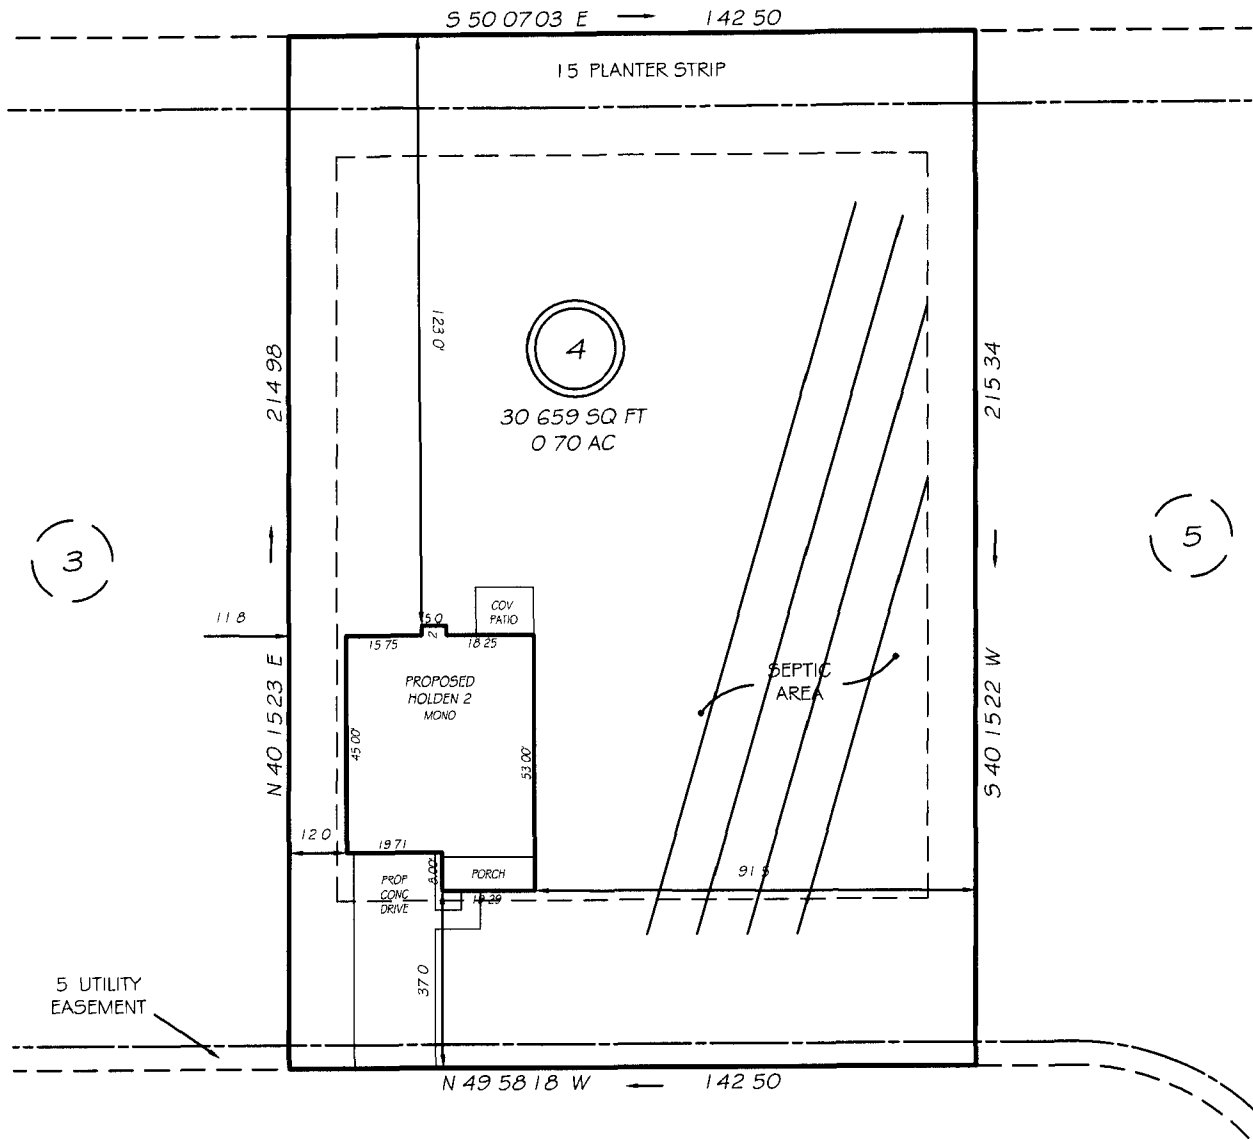 S 50 07 03 E 142 50
15 PLANTER STRIP
123.0'
4
30 659 SQ FT
0 70 AC
214 98
215 34
3
5
11 8
N 40 15 23 E
S 40 15 22 W
COV
PATIO
5.0
2
15 75
18 25
PROPOSED
HOLDEN 2
MONO
45 00'
53 00'
SEPTIC
AREA
12 0
19 71
8.00'
PORCH
91 5
PROP
CONC
DRIVE
37 0
5 UTILITY
EASEMENT
N 49 58 18 W 142 50